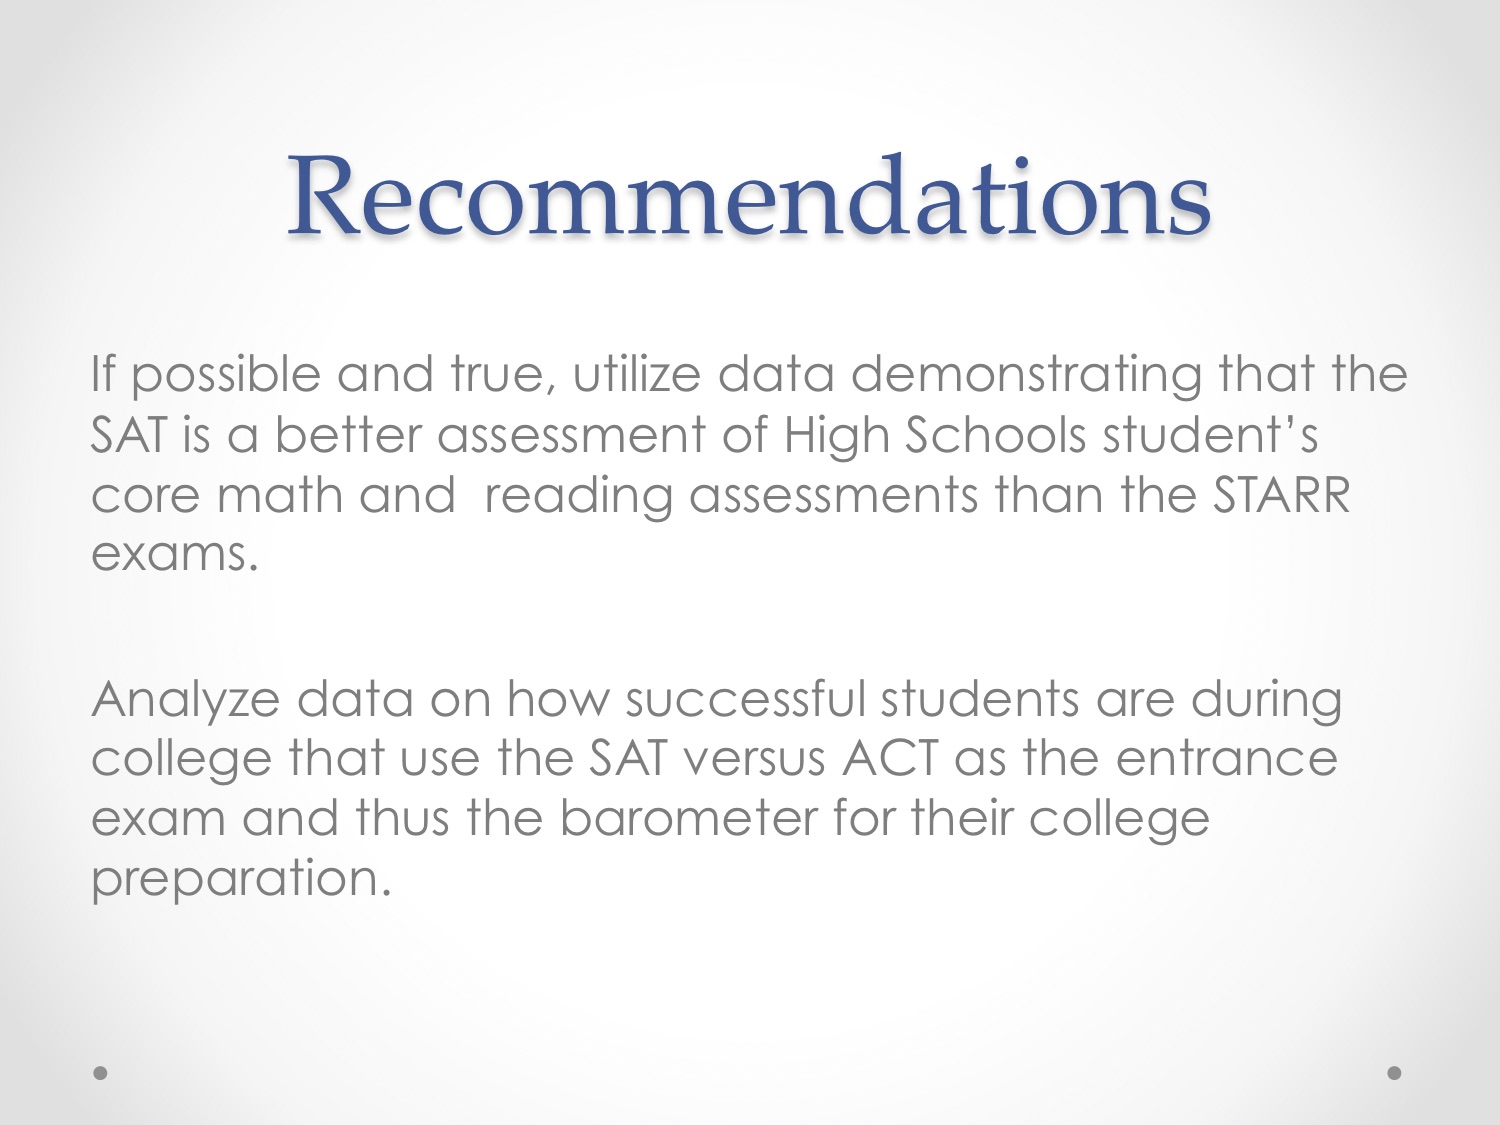 Recommendations
If possible and true, utilize data demonstrating that the
SAT is a better assessment of High Schools student’s
core math and  reading assessments than the STARR
exams.
Analyze data on how successful students are during
college that use the SAT versus ACT as the entrance
exam and thus the barometer for their college
preparation.